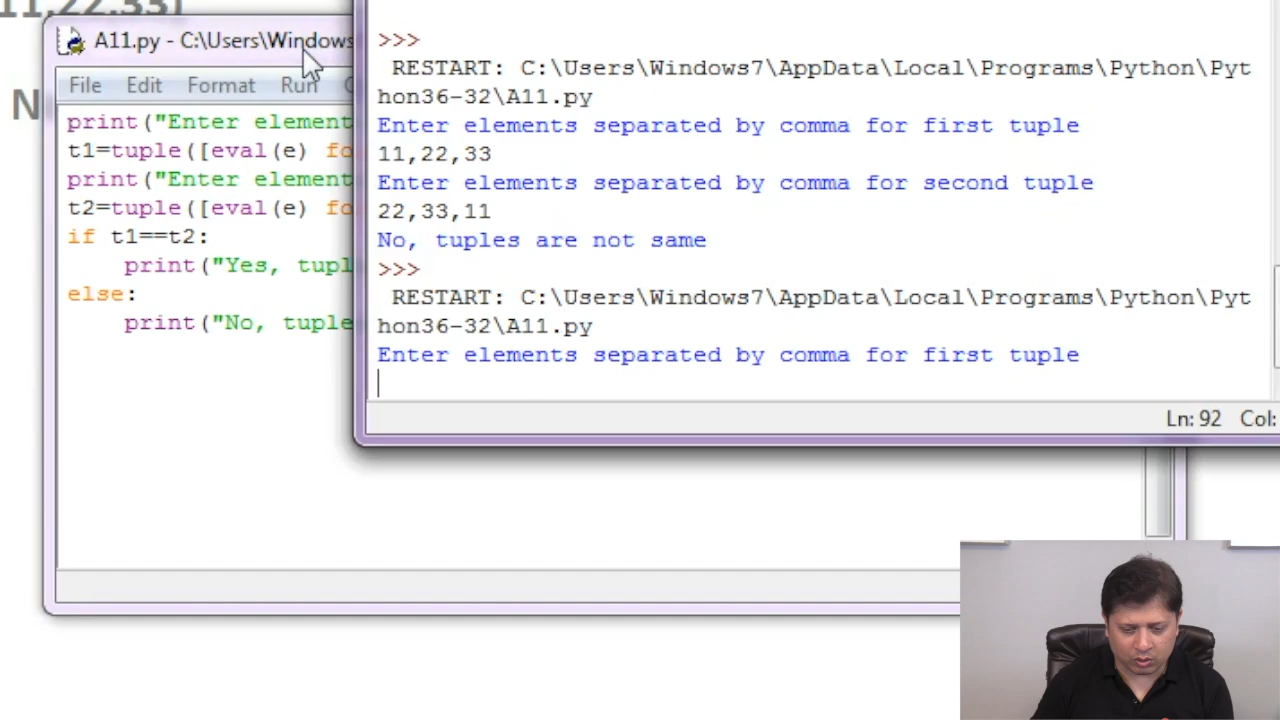 11,22,33]
A11.py - C:\Users\Windows
N
File Edit Format Run
print("Enter element
t1=tuple([eval(e) fo
print("Enter element
t2=tuple([eval(e) fo
if t1==t2:
print("Yes, tupl
else:
print("No, tuple
>>>
RESTART: C:\Users\Windows7\AppData\Local\Programs\Python\Pyt
hon36-32\A11.py
Enter elements separated by comma for first tuple
11,22,33
Enter elements separated by comma for second tuple
22,33,11
No, tuples are not same
>>>
RESTART: C:\Users\Windows7\AppData\Local\Programs\Python\Pyt
hon36-32\A11.py
Enter elements separated by comma for first tuple
Ln: 92 Col: